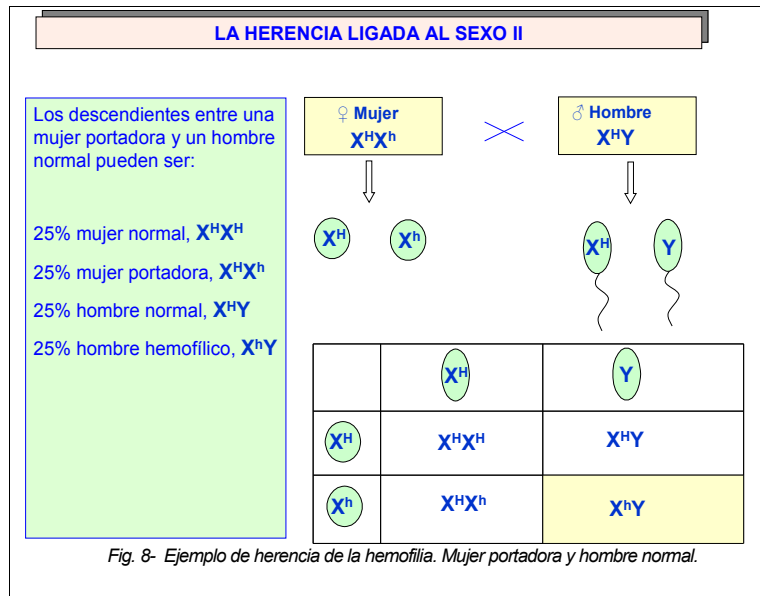 LA HERENCIA LIGADA AL SEXO II
Los descendientes entre una
mujer portadora y un hombre
normal pueden ser:
25% mujer normal, XᴴXᴴ
25% mujer portadora, XᴴXʰ
25% hombre normal, XᴴY
25% hombre hemofílico, XʰY
♀ Mujer
XᴴXʰ
♂ Hombre
XᴴY
Xᴴ Xʰ
Xᴴ Y
Xᴴ Y
Xᴴ XᴴXᴴ XᴴY
Xʰ XᴴXʰ XʰY
Fig. 8- Ejemplo de herencia de la hemofilia. Mujer portadora y hombre normal.